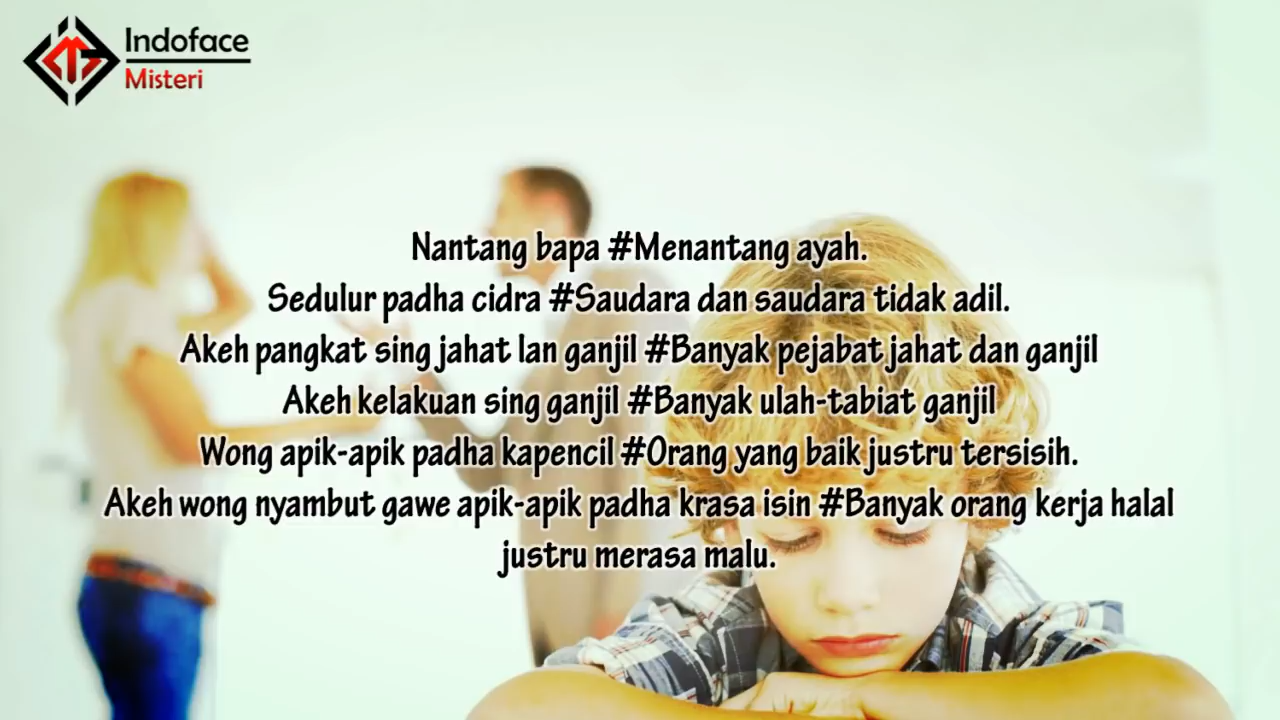 Indoface
Misteri
Nantang bapa #Menantang ayah.
Sedulur padha cidra #Saudara dan saudara tidak adil.
Akeh pangkat sing jahat lan ganjil #Banyak pejabat jahat dan ganjil
Akeh kelakuan sing ganjil #Banyak ulah-tabiat ganjil
Wong apik-apik padha kapencil #Orang yang baik justru tersisih.
Akeh wong nyambut gawe apik-apik padha krasa isin #Banyak orang kerja halal
justru merasa malu.